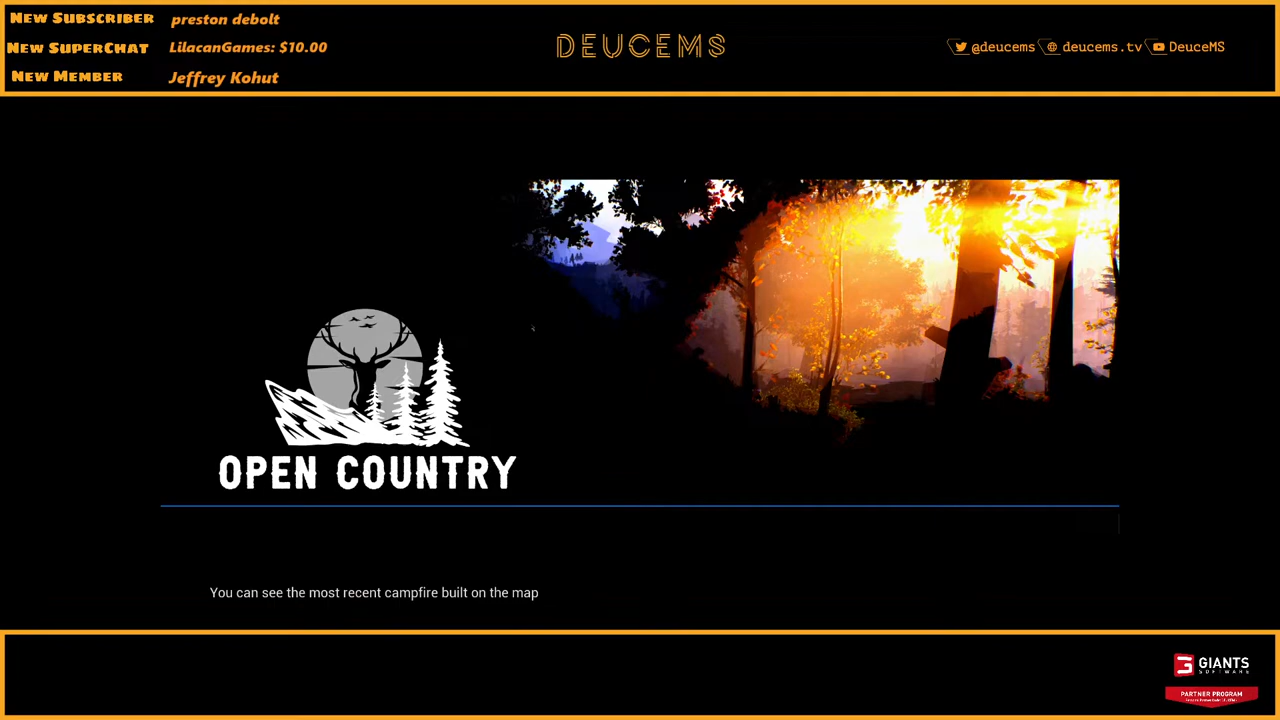 New Subscriber preston debolt
New SuperChat LilacanGames: $10.00
New Member Jeffrey Kohut
DEUCEMS
@deucems deucems.tv DeuceMS
OPEN COUNTRY
You can see the most recent campfire built on the map
GIANTS
SOFTWARE
PARTNER PROGRAM